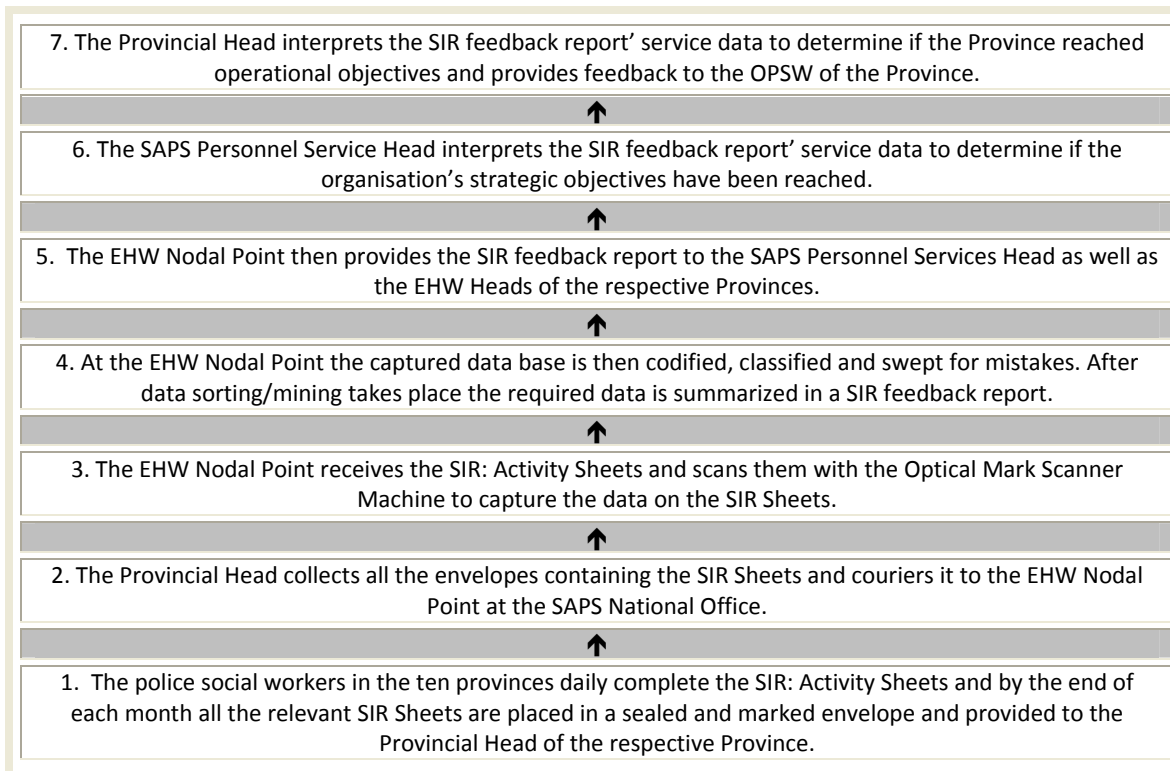 7. The Provincial Head interprets the SIR feedback report’ service data to determine if the Province reached
operational objectives and provides feedback to the OPSW of the Province.
↑
6. The SAPS Personnel Service Head interprets the SIR feedback report’ service data to determine if the
organisation’s strategic objectives have been reached.
↑
5. The EHW Nodal Point then provides the SIR feedback report to the SAPS Personnel Services Head as well as
the EHW Heads of the respective Provinces.
↑
4. At the EHW Nodal Point the captured data base is then codified, classified and swept for mistakes. After
data sorting/mining takes place the required data is summarized in a SIR feedback report.
↑
3. The EHW Nodal Point receives the SIR: Activity Sheets and scans them with the Optical Mark Scanner
Machine to capture the data on the SIR Sheets.
↑
2. The Provincial Head collects all the envelopes containing the SIR Sheets and couriers it to the EHW Nodal
Point at the SAPS National Office.
↑
1. The police social workers in the ten provinces daily complete the SIR: Activity Sheets and by the end of
each month all the relevant SIR Sheets are placed in a sealed and marked envelope and provided to the
Provincial Head of the respective Province.